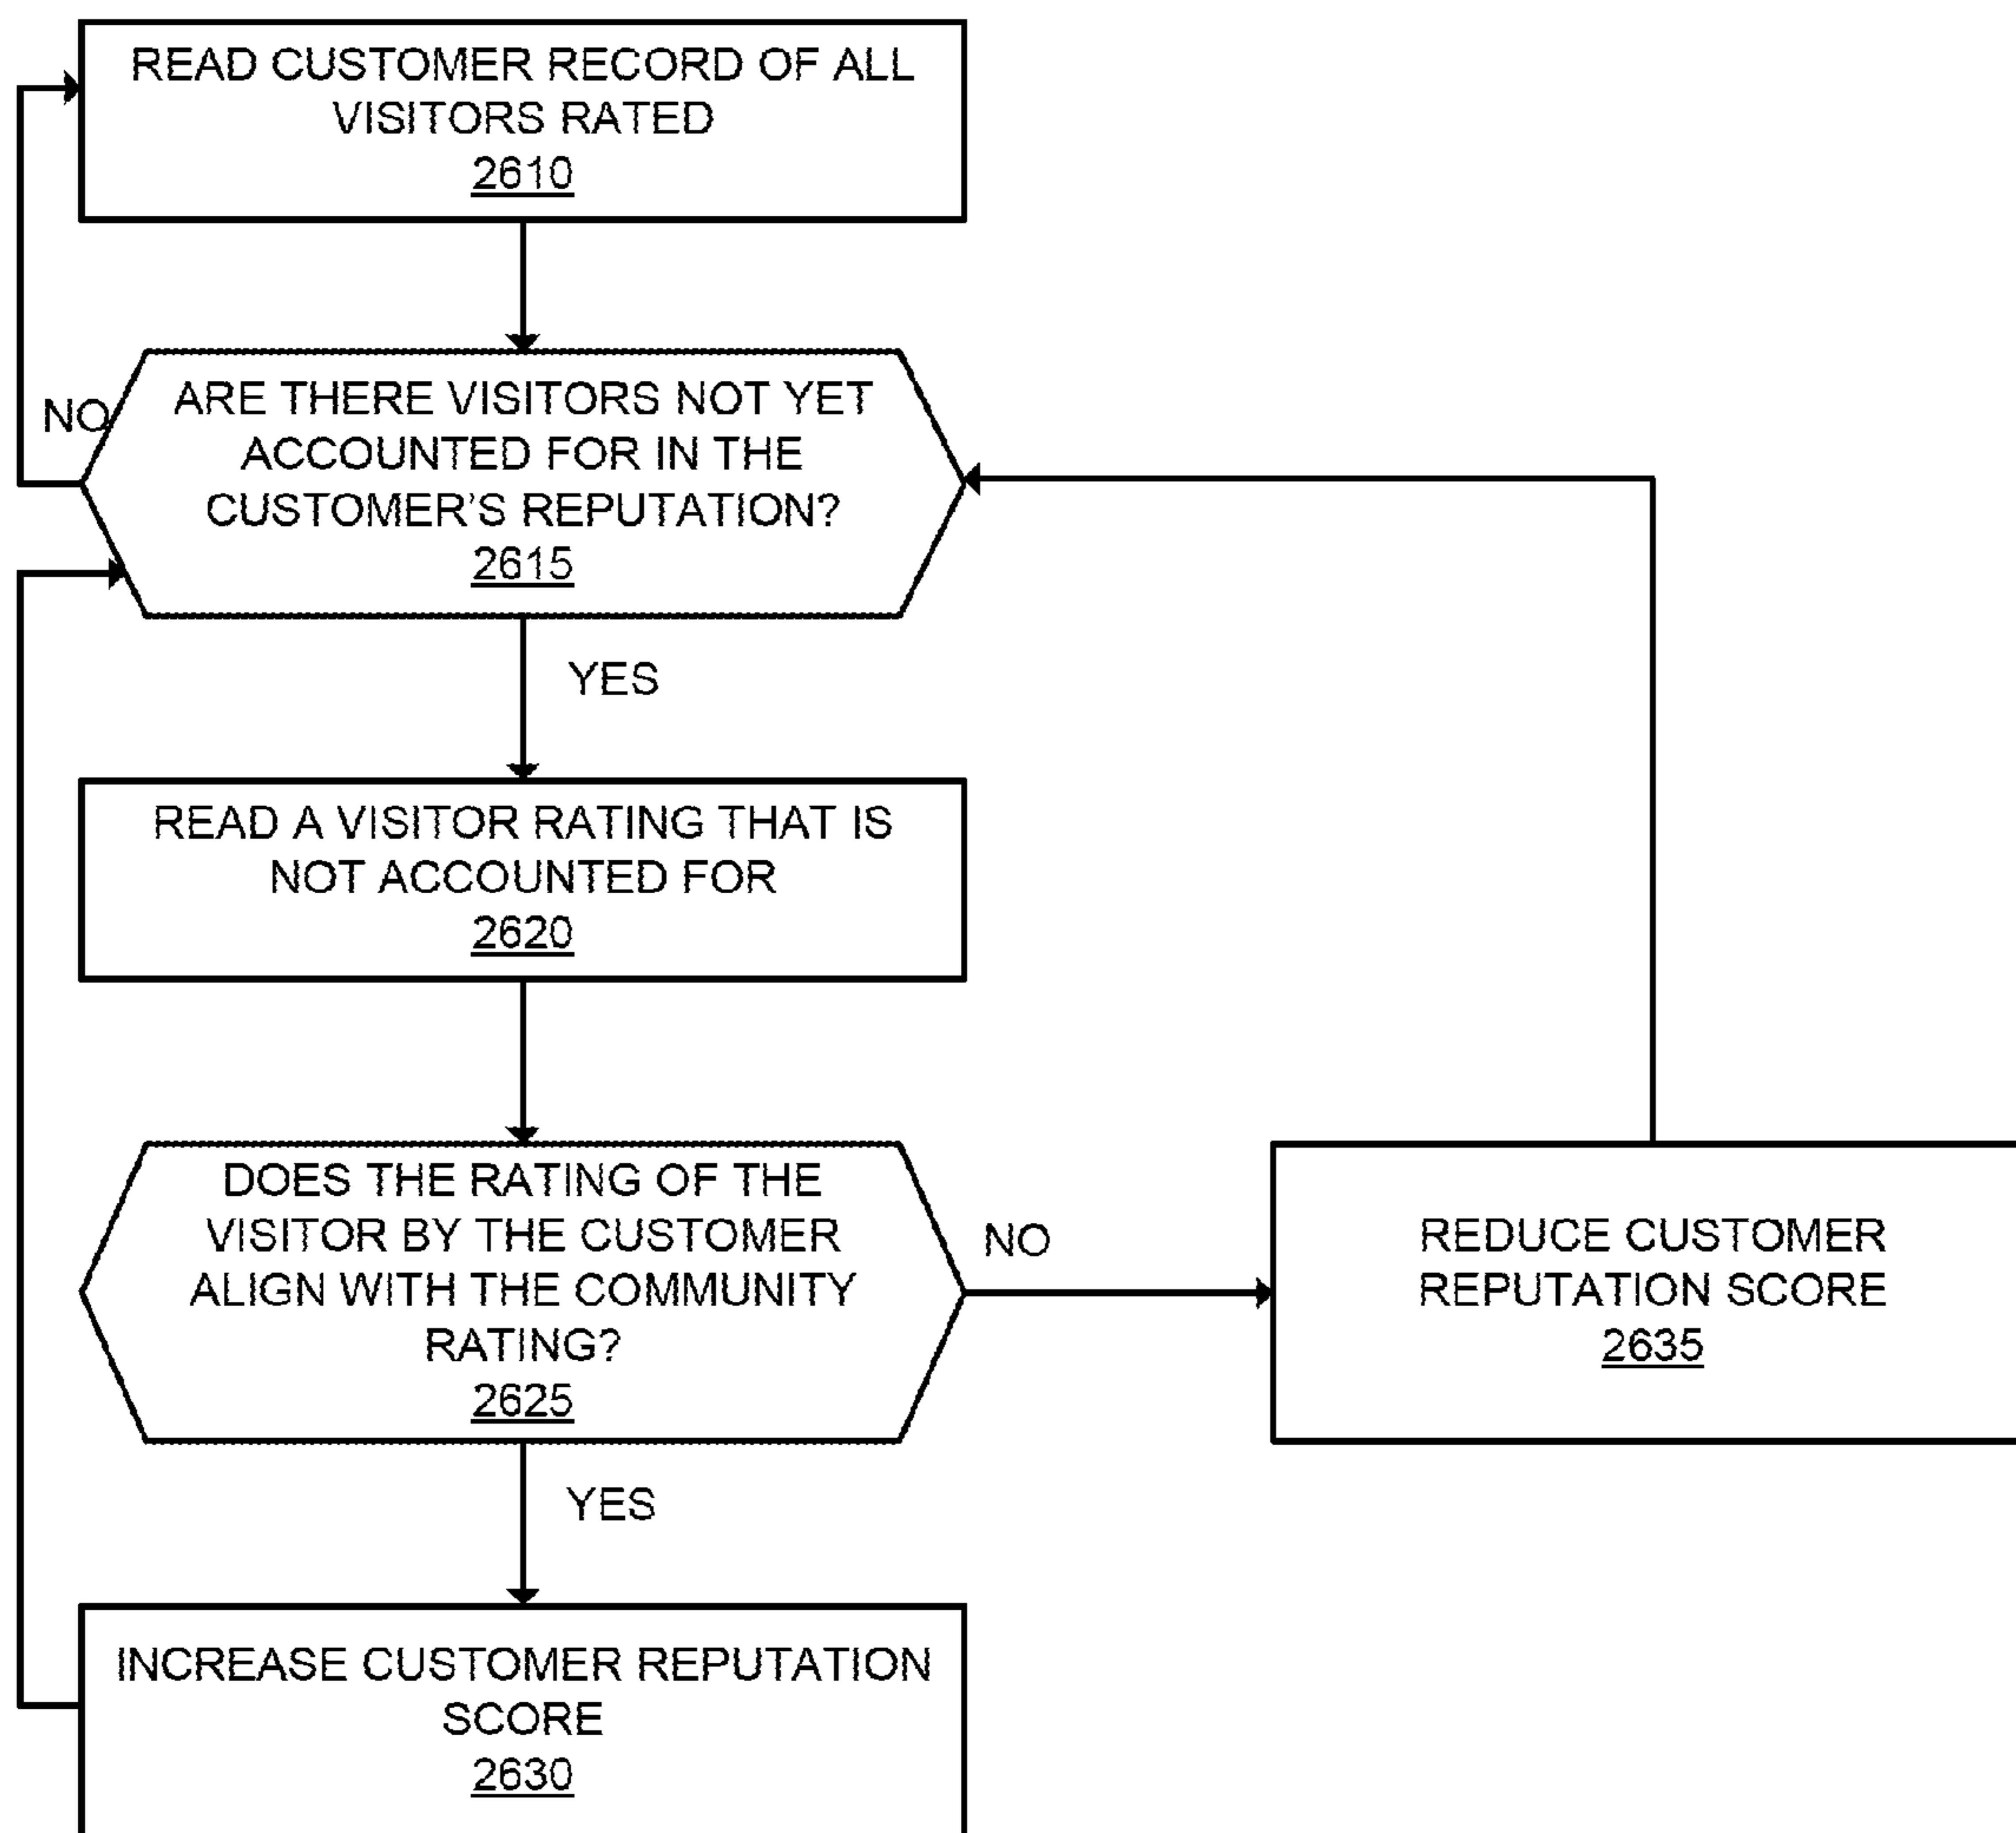 READ CUSTOMER RECORD OF ALL
VISITORS RATED
2610
NO
ARE THERE VISITORS NOT YET
ACCOUNTED FOR IN THE
CUSTOMER'S REPUTATION?
2615
YES
READ A VISITOR RATING THAT IS
NOT ACCOUNTED FOR
2620
DOES THE RATING OF THE
VISITOR BY THE CUSTOMER
ALIGN WITH THE COMMUNITY
RATING?
2625
NO
REDUCE CUSTOMER
REPUTATION SCORE
2635
YES
INCREASE CUSTOMER REPUTATION
SCORE
2630